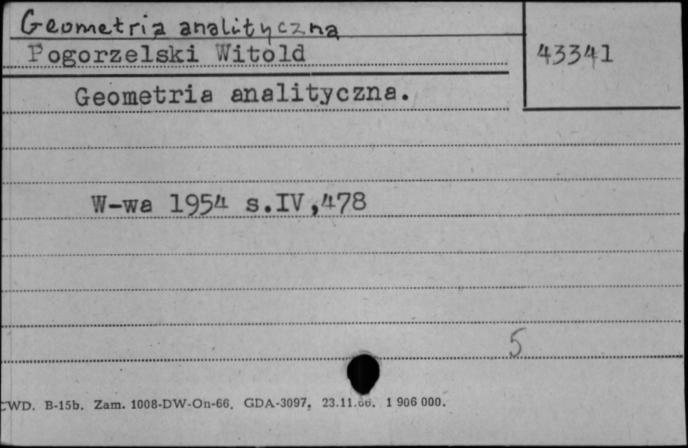 Geometria analityczna
Pogorzelski Witold
43341
Geometria analityczna.
W-wa 1954 s.IV,478
5
CWD. B-15b. Zam. 1008-DW-On-66. GDA-3097. 23.11.66. 1 906 000.